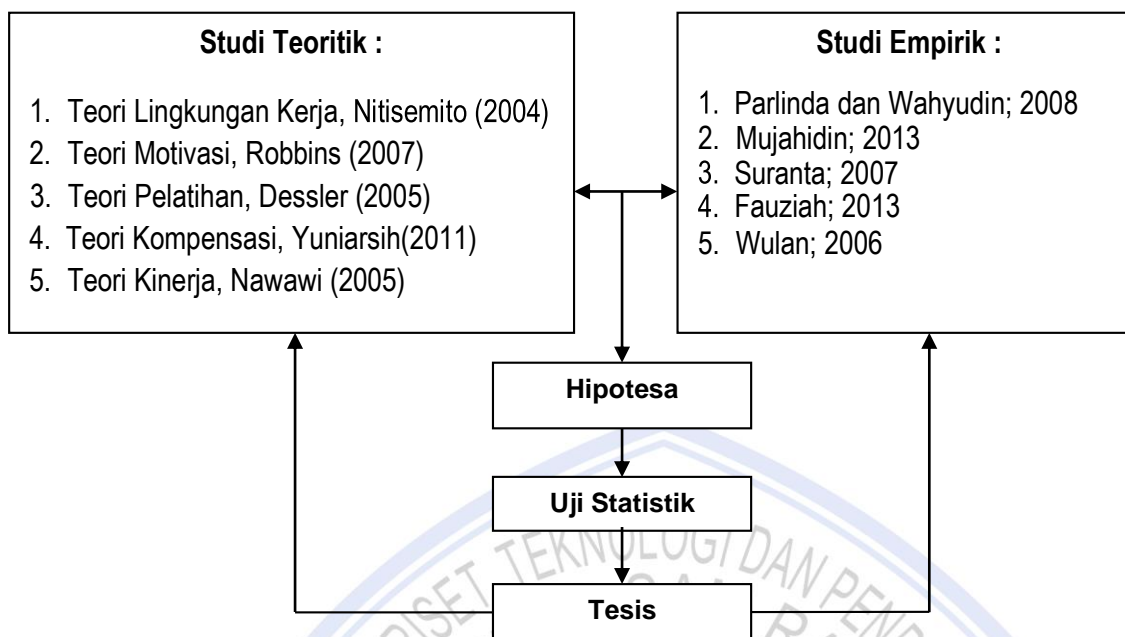 Studi Teoritik :
1. Teori Lingkungan Kerja, Nitisemito (2004)
2. Teori Motivasi, Robbins (2007)
3. Teori Pelatihan, Dessler (2005)
4. Teori Kompensasi, Yuniarsih(2011)
5. Teori Kinerja, Nawawi (2005)
Studi Empirik :
1. Parlinda dan Wahyudin; 2008
2. Mujahidin; 2013
3. Suranta; 2007
4. Fauziah; 2013
5. Wulan; 2006
Hipotesa
Uji Statistik
TEKNOLOGI DAN
Tesis